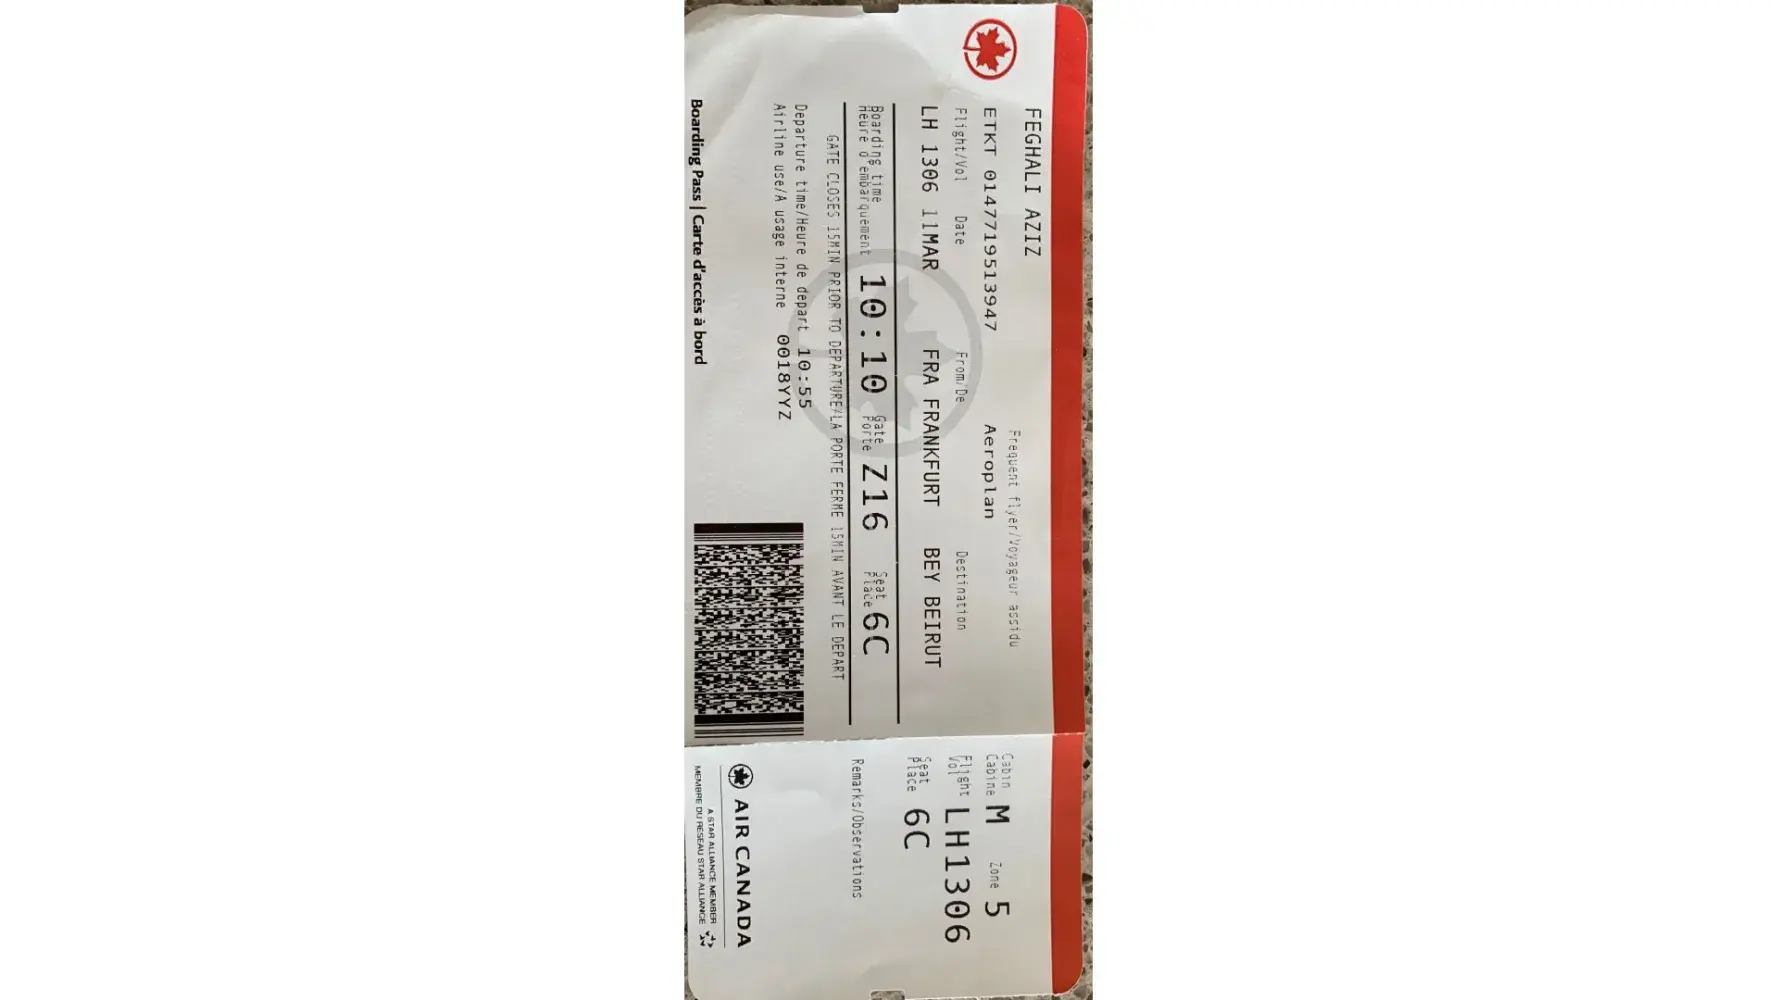 FEGHALI AZIZ
Frequent flyer/Voyageur assidu
ETKT 0147719513947 Aeroplan
Flight/Vol Date From/De Destination
LH 1306 11MAR FRA FRANKFURT BEY BEIRUT
Boarding time Gate Seat
Heure d'embarquement 10:10 Porte Z16 Place 6C
GATE CLOSES 15MIN PRIOR TO DEPARTURE/LA PORTE FERME 15MIN AVANT LE DEPART
Departure time/Heure de depart 10:55
Airline use/A usage interne 0018YYZ
Boarding Pass | Carte d'accès à bord
Cabin
Cabine M Zone 5
Flight
Vol LH1306
Seat
Place 6C
Remarks/Observations
AIR CANADA
A STAR ALLIANCE MEMBER
MEMBRE DU RÉSEAU STAR ALLIANCE